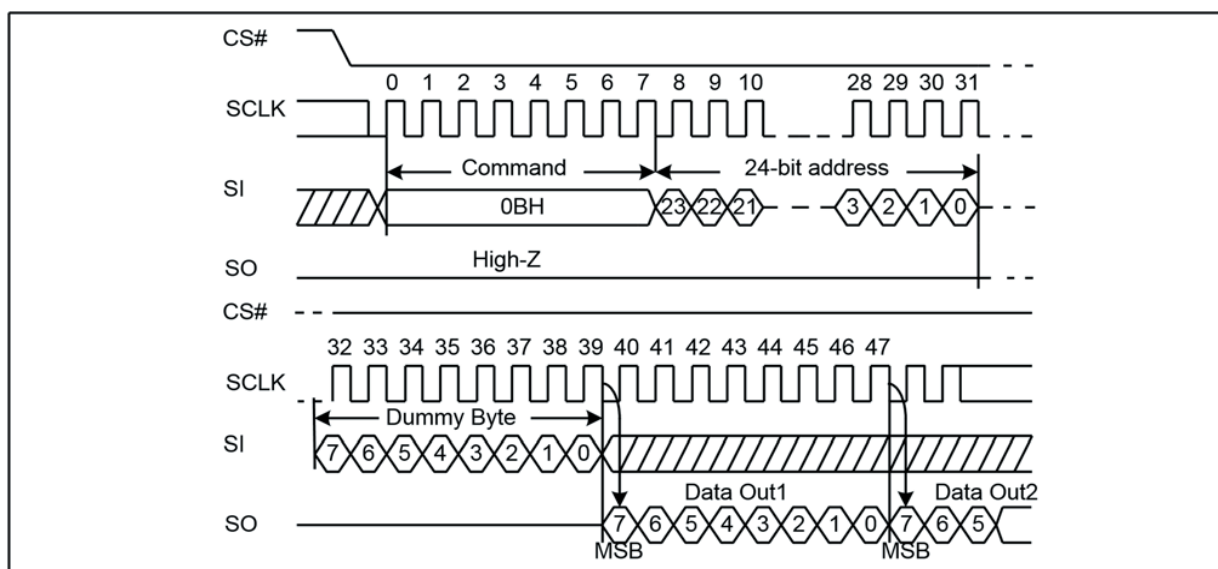 CS#
0 1 2 3 4 5 6 7 8 9 10 28 29 30 31
SCLK
Command 24-bit address
SI
0BH 23 22 21 3 2 1 0
High-Z
SO
CS#
32 33 34 35 36 37 38 39 40 41 42 43 44 45 46 47
SCLK
Dummy Byte
SI
7 6 5 4 3 2 1 0
Data Out1 Data Out2
SO
7 6 5 4 3 2 1 0 7 6 5
MSB MSB